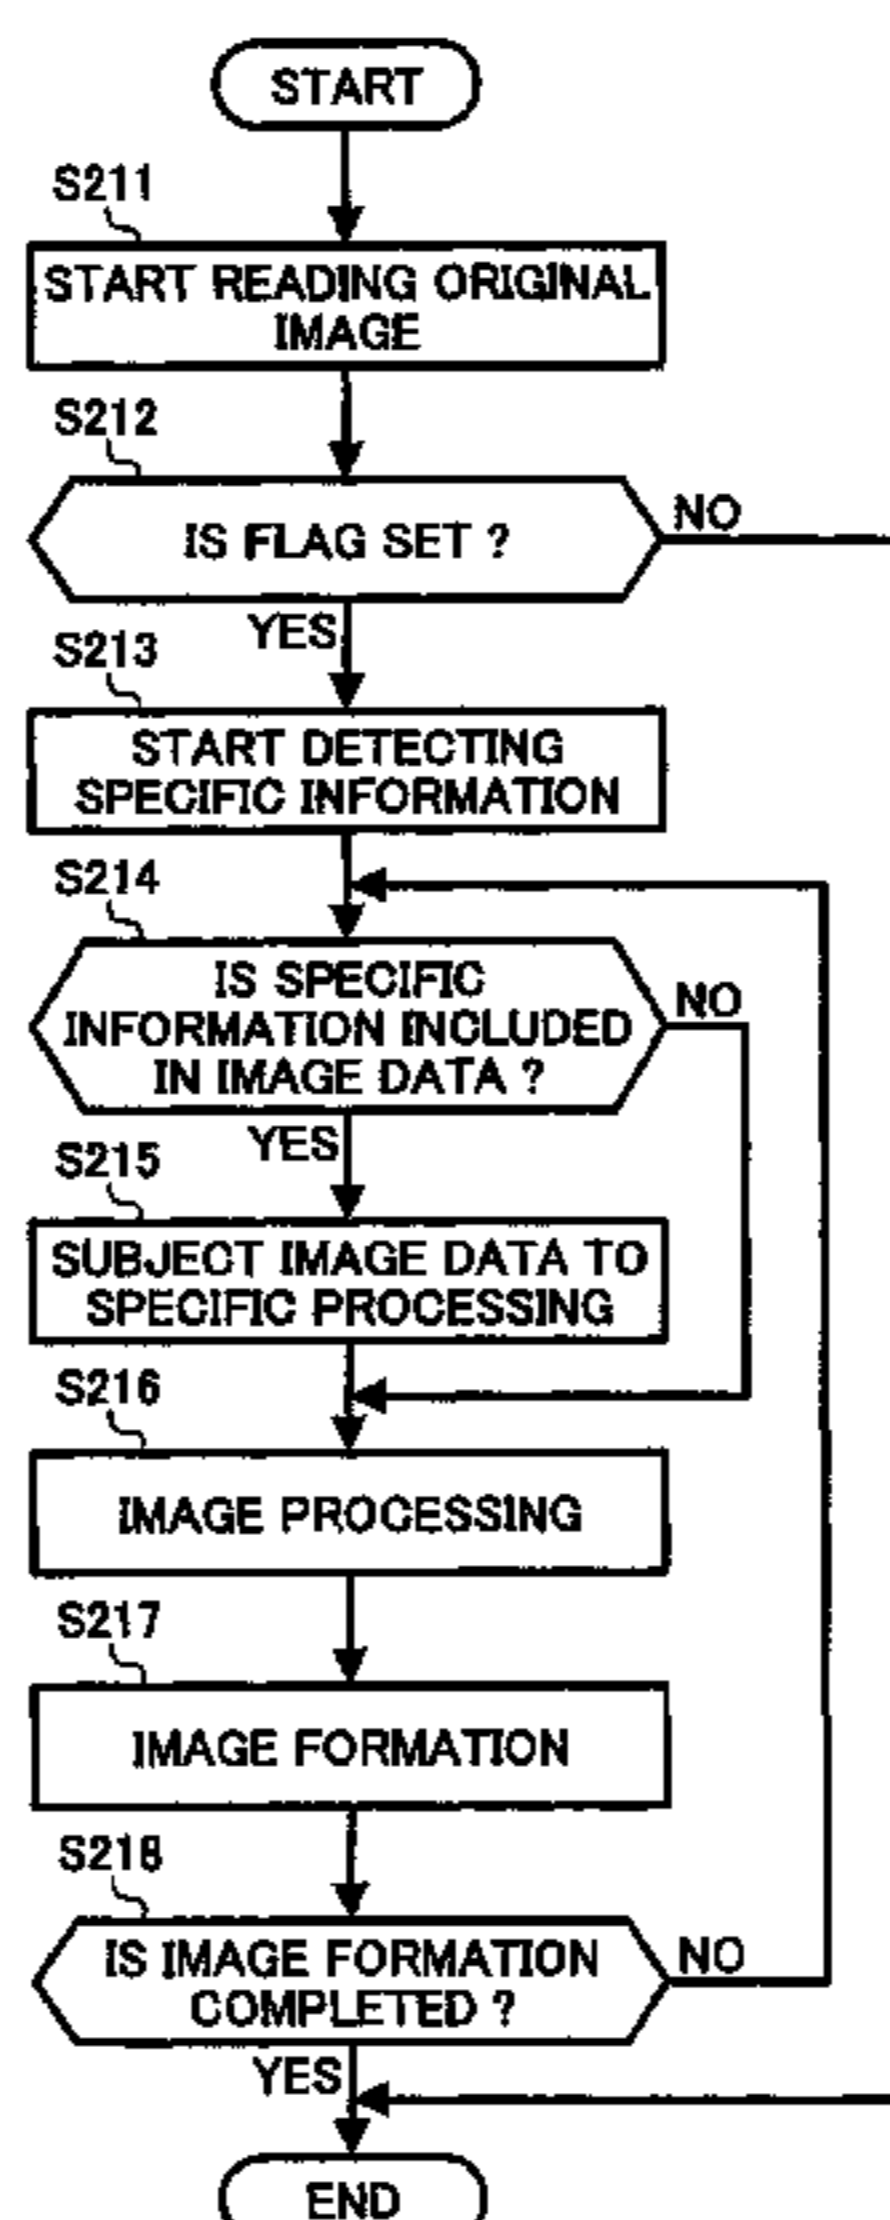 START
S211
START READING ORIGINAL
IMAGE
S212
IS FLAG SET ?
NO
YES
S213
START DETECTING
SPECIFIC INFORMATION
S214
IS SPECIFIC
INFORMATION INCLUDED
IN IMAGE DATA ?
NO
YES
S215
SUBJECT IMAGE DATA TO
SPECIFIC PROCESSING
S216
IMAGE PROCESSING
S217
IMAGE FORMATION
S218
IS IMAGE FORMATION
COMPLETED ?
NO
YES
END